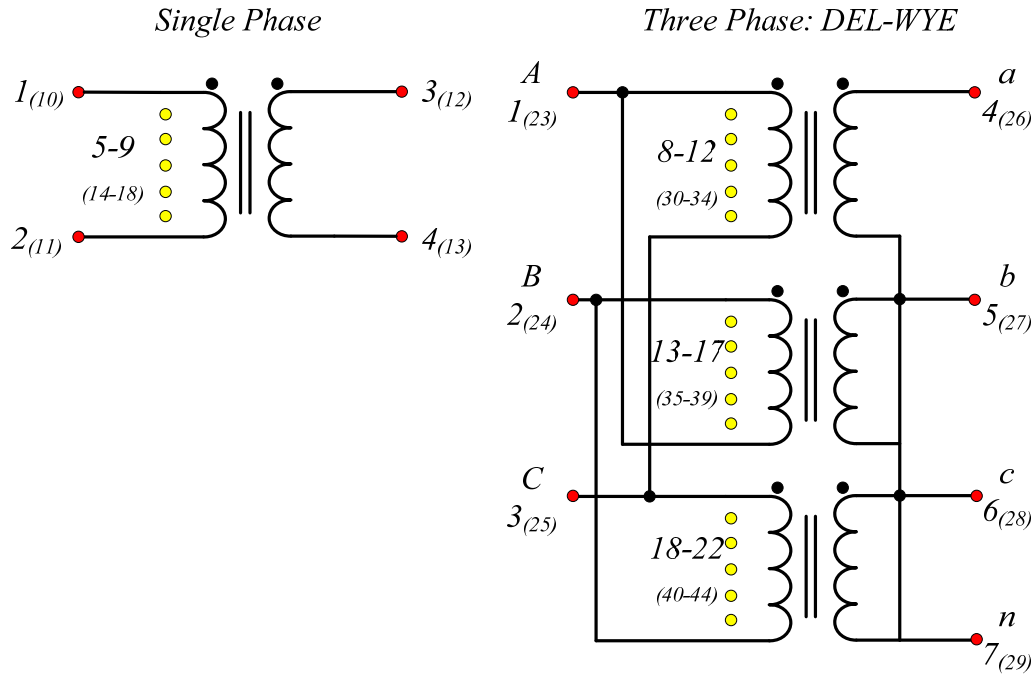 Single Phase
1(10)
3(12)
5-9
(14-18)
2(11)
4(13)
Three Phase: DEL-WYE
A
a
1(23)
4(26)
8-12
(30-34)
B
b
2(24)
5(27)
13-17
(35-39)
C
c
3(25)
6(28)
18-22
(40-44)
n
7(29)